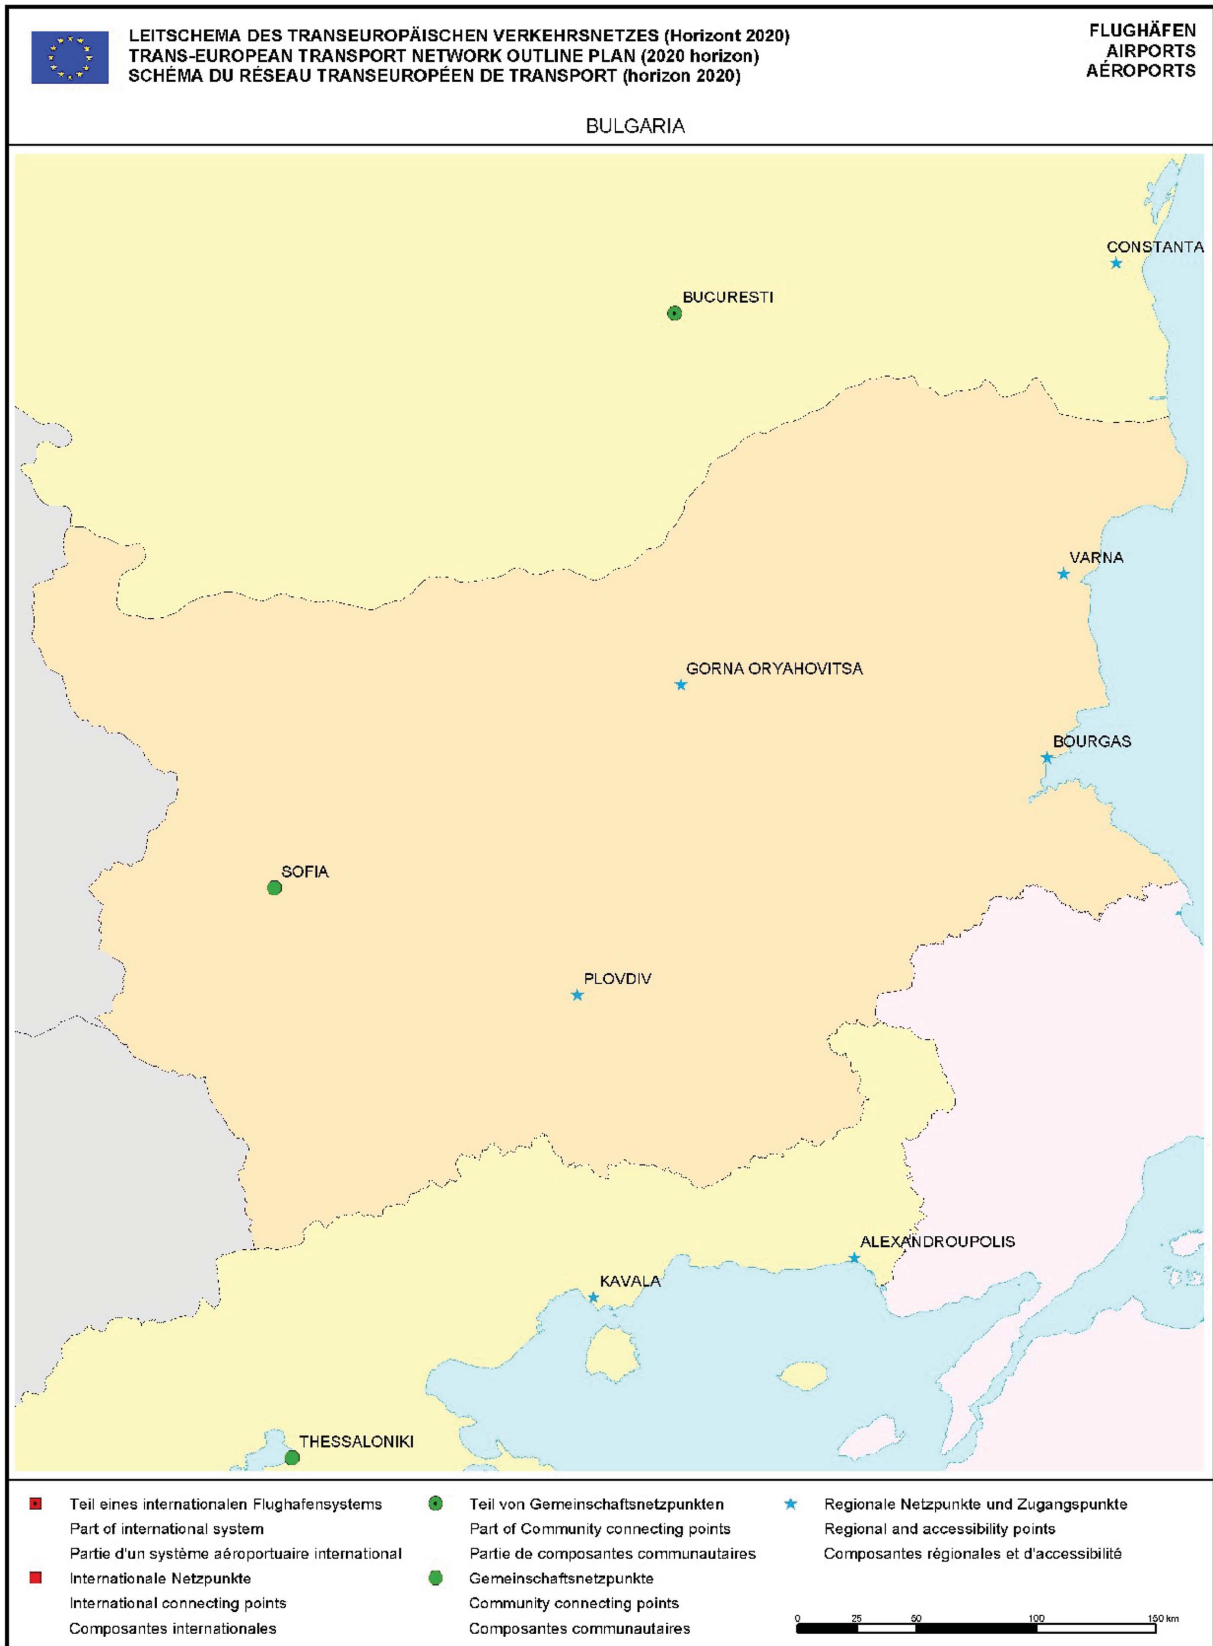 LEITSCHEMA DES TRANSEUROPÄISCHEN VERKEHRSNETZES (Horizont 2020)
TRANS-EUROPEAN TRANSPORT NETWORK OUTLINE PLAN (2020 horizon)
SCHÉMA DU RÉSEAU TRANSEUROPÉEN DE TRANSPORT (horizon 2020)
FLUGHÄFEN
AIRPORTS
AÉROPORTS
BULGARIA
CONSTANTA
BUCURESTI
VARNA
GORNA ORYAHOVITSA
BOURGAS
SOFIA
PLOVDIV
ALEXANDROUPOLIS
KAVALA
THESSALONIKI
Teil eines internationalen Flughafensystems
Part of international system
Partie d'un système aéroportuaire international
Internationale Netzpunkte
International connecting points
Composantes internationales
Teil von Gemeinschaftsnetzpunkten
Part of Community connecting points
Partie de composantes communautaires
Gemeinschaftsnetzpunkte
Community connecting points
Composantes communautaires
Regionale Netzpunkte und Zugangspunkte
Regional and accessibility points
Composantes régionales et d'accessibilité
0 25 50 100 150 km